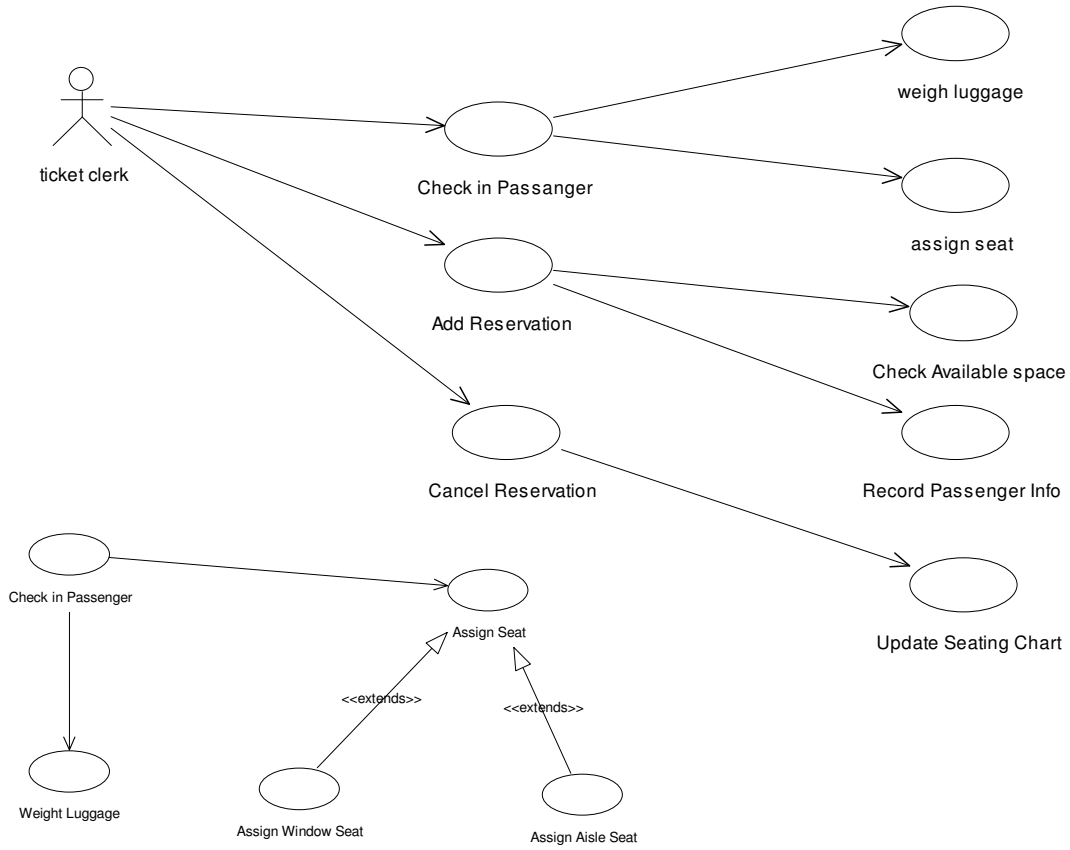 weigh luggage
ticket clerk
Check in Passanger
assign seat
Add Reservation
Check Available space
Cancel Reservation
Record Passenger Info
Check in Passenger
Assign Seat
Update Seating Chart
<<extends>>
<<extends>>
Weight Luggage
Assign Window Seat
Assign Aisle Seat